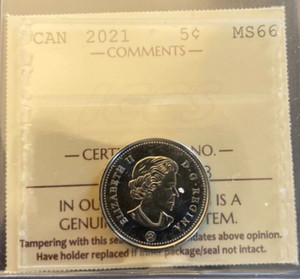 CAN 2021 5¢ MS66
COMMENTS
CERT NO.
ELIZABETH II D·G·REGINA
IN OU IS A
GENUI TEM.
Tampering with this sea dates above opinion.
Have holder replaced if package/seal not intact.